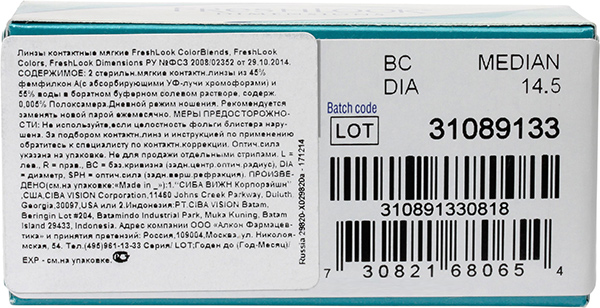 Линзы контактные мягкие FreshLook ColorBlends, FreshLook
Colors, FreshLook Dimensions РУ №ФСЗ 2008/02352 от 29.10.2014.
СОДЕРЖИМОЕ: 2 стерильн.мягкие контактн.линзы из 45%
фемфилкон А(с абсорбирующими УФ-лучи хромофорами) и
55% воды в боратном буферном солевом растворе, содерж.
0,005% Полоксамера.Дневной режим ношения. Рекомендуется
заменять новой парой ежемесячно. МЕРЫ ПРЕДОСТОРОЖНО-
СТИ: Не используйте,если целостность фольги блистера нару-
шена. За подбором контактн.линз и инструкцией по применению
обратитесь к специалисту по контактн.коррекции. Оптич.сила
указана на упаковке. Не для продажи отдельными стрипами. L =
лев., R = прав., BC = баз.кривизна (задн.центр.оптич.радиус), DIA
= диаметр, SPH = оптич.сила (задн.верш.рефракция). ПРОИЗВЕ-
ДЕНО(см.на упаковке:«Made in _»):1."СИБА ВИЖН Корпорэйшн"
,США,CIBA VISION Corporation,11460 Johns Creek Parkway, Duluth,
Georgia,30097,USA или 2.Индонезия:PT.CIBA VISION Batam,
Beringin Lot #204, Batamindo Industrial Park, Muka Kuning, Batam
Island 29433, Indonesia. Адрес представительства ООО «Алкон Фармацев-
тика» и принятия претензий: Россия,109004,Москва,ул. Николоям-
ская, 54. Тел.(495)961-13-33 Серия/ LOT;Годен до (Год-Месяц)/
EXP - см.на упаковке.
Russia 29820-X029820a - 171214
BC MEDIAN
DIA 14.5
Batch code
LOT 31089133
310891330818
7 30821 68065 4